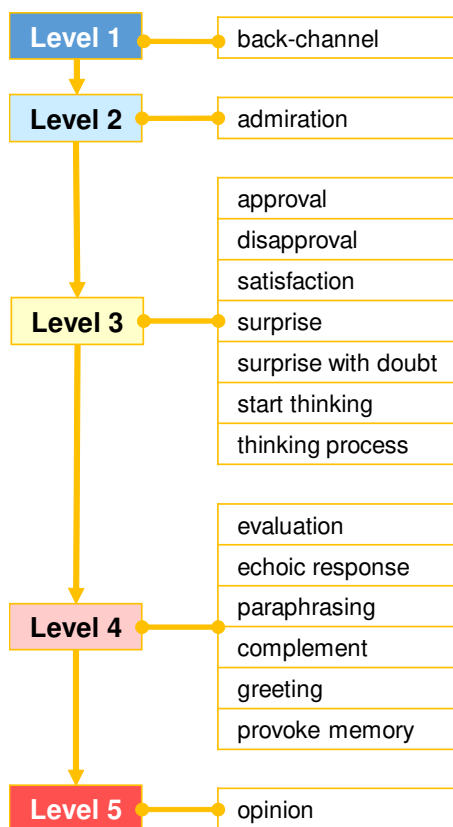 Level 1
back-channel
Level 2
admiration
approval
disapproval
satisfaction
Level 3
surprise
surprise with doubt
start thinking
thinking process
evaluation
echoic response
paraphrasing
Level 4
complement
greeting
provoke memory
Level 5
opinion